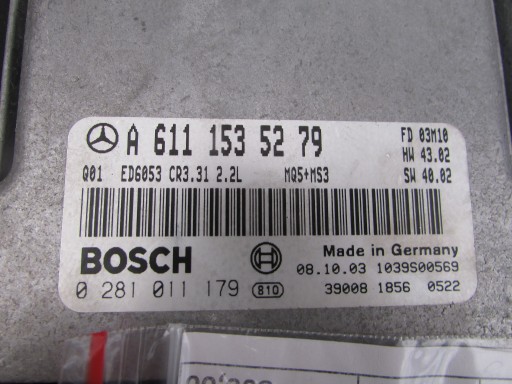 A 611 153 52 79
FD 03M10
HW 43.02
Q01 ED6053 CR3.31 2.2L MQ5+MS3 SW 40.02
BOSCH
Made in Germany
08.10.03 1039S00569
0 281 011 179 810 39008 1856 0522